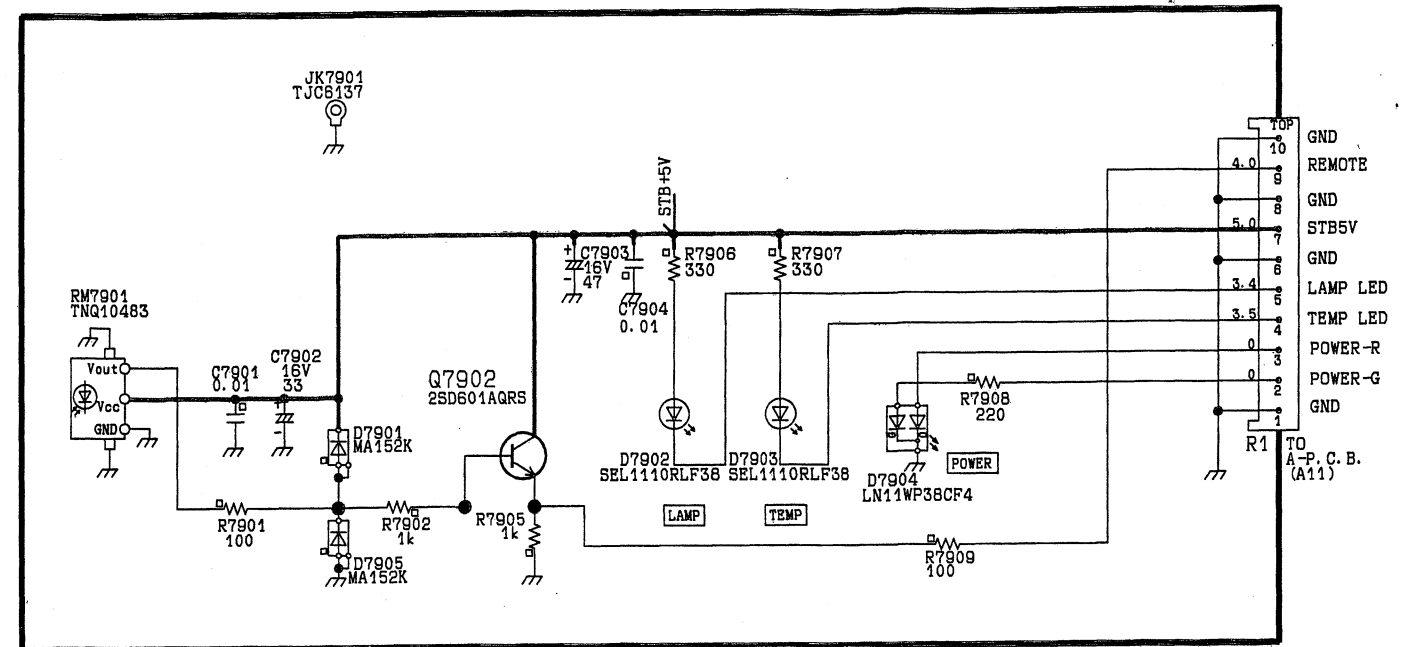 JK7901
TJC6137
TOP
10
GND
4.0
9
REMOTE
8
GND
STB+5V
5.0
7
STB5V
6
GND
C7903
16V
47
R7906
330
R7907
330
C7904
0.01
3.4
5
LAMP LED
3.5
4
TEMP LED
0
3
POWER-R
0
2
POWER-G
1
GND
R1
TO
A-P.C.B.
(A11)
RM7901
TNQ10483
Vout
Vcc
GND
C7901
0.01
C7902
16V
33
Q7902
2SD601AQRS
D7901
MA152K
R7908
220
D7902
SEL1110RLF38
D7903
SEL1110RLF38
D7904
LN11WP38CF4
POWER
LAMP
TEMP
R7901
100
R7902
1k
R7905
1k
D7905
MA152K
R7909
100